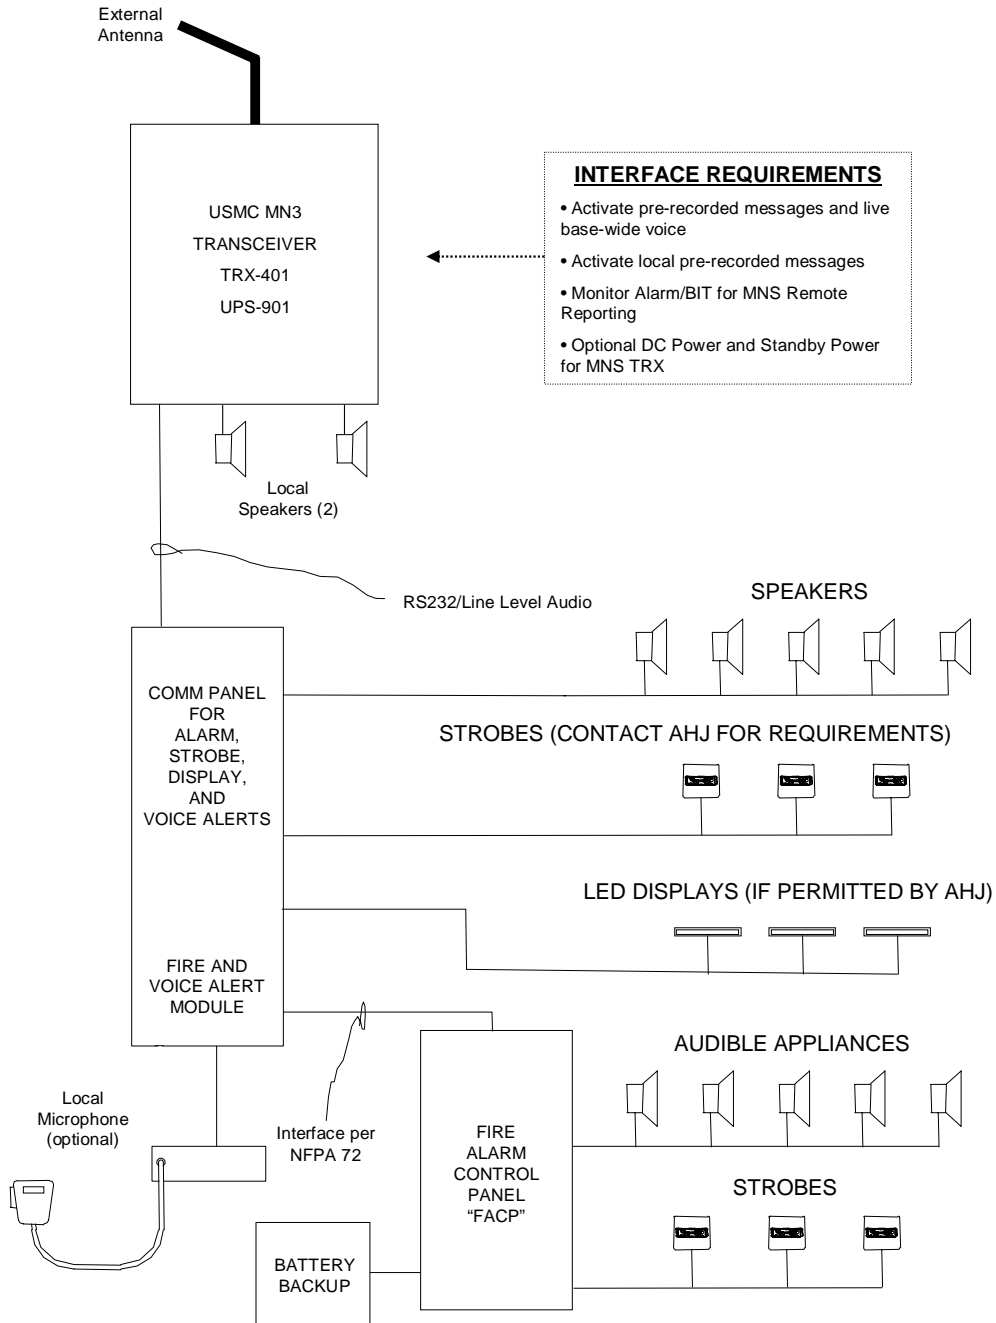 External
Antenna
USMC MN3
TRANSCEIVER
TRX-401
UPS-901
INTERFACE REQUIREMENTS
• Activate pre-recorded messages and live
base-wide voice
• Activate local pre-recorded messages
• Monitor Alarm/BIT for MNS Remote
Reporting
• Optional DC Power and Standby Power
for MNS TRX
Local
Speakers (2)
RS232/Line Level Audio
SPEAKERS
COMM PANEL
FOR
ALARM,
STROBE,
DISPLAY,
AND
VOICE ALERTS
STROBES (CONTACT AHJ FOR REQUIREMENTS)
LED DISPLAYS (IF PERMITTED BY AHJ)
FIRE AND
VOICE ALERT
MODULE
AUDIBLE APPLIANCES
Local
Microphone
(optional)
Interface per
NFPA 72
FIRE
ALARM
CONTROL
PANEL
“FACP”
STROBES
BATTERY
BACKUP